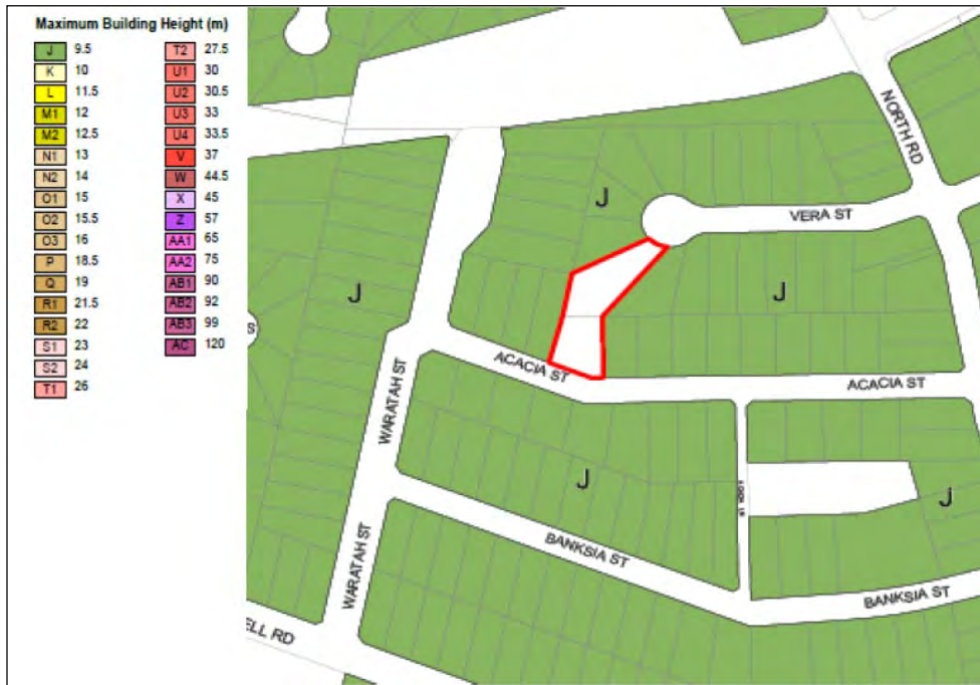 Maximum Building Height (m)
J 9.5
K 10
L 11.5
M1 12
M2 12.5
N1 13
N2 14
O1 15
O2 15.5
O3 16
P 18.5
Q 19
R1 21.5
R2 22
S1 23
S2 24
T1 26
T2 27.5
U1 30
U2 30.5
U3 33
U4 33.5
V 37
W 44.5
X 45
Z 57
AA1 65
AA2 75
AB1 90
AB2 92
AB3 99
AC 120
NORTH RD
J
VERA ST
J
J
S
ACACIA ST
ACACIA ST
WARATAH ST
J
J
BANKSIA ST
WARATAH ST
BANKSIA ST
ELL RD